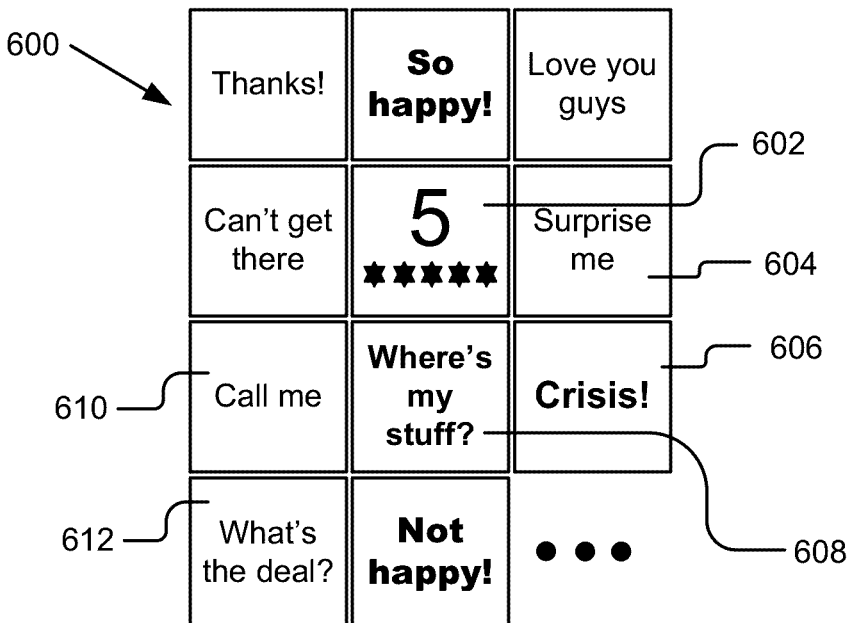 600
Thanks!
So
happy!
Love you
guys
602
Can't get
there
5
Surprise
me
604
610
Call me
Where's
my
stuff?
Crisis!
606
612
What's
the deal?
Not
happy!
608